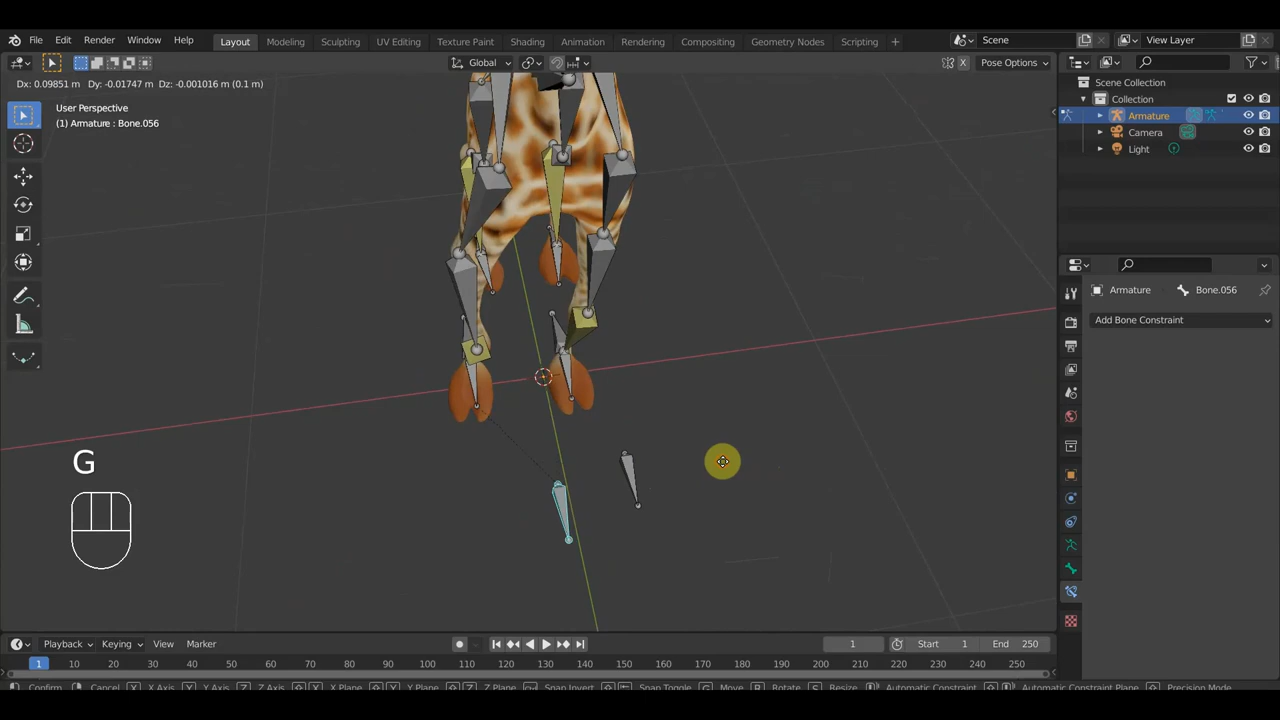 File Edit Render Window Help Layout Modeling Sculpting UV Editing Texture Paint Shading Animation Rendering Compositing Geometry Nodes Scripting + Scene View Layer
Global X Pose Options
Dx: 0.09851 m Dy: -0.01747 m Dz: -0.001016 m (0.1 m)
User Perspective
(1) Armature : Bone.056
Scene Collection
Collection
Armature
Camera
Light
Armature Bone.056
Add Bone Constraint
G
Playback Keying View Marker 1 Start 1 End 250
1 10 20 30 40 50 60 70 80 90 100 110 120 130 140 150 160 170 180 190 200 210 220 230 240 250
Confirm Cancel X X Axis Y Y Axis Z Z Axis X Plane Y Plane Z Plane Snap Invert Snap Toggle G Move R Rotate S Resize Automatic Constraint Automatic Constraint Plane Precision Mode